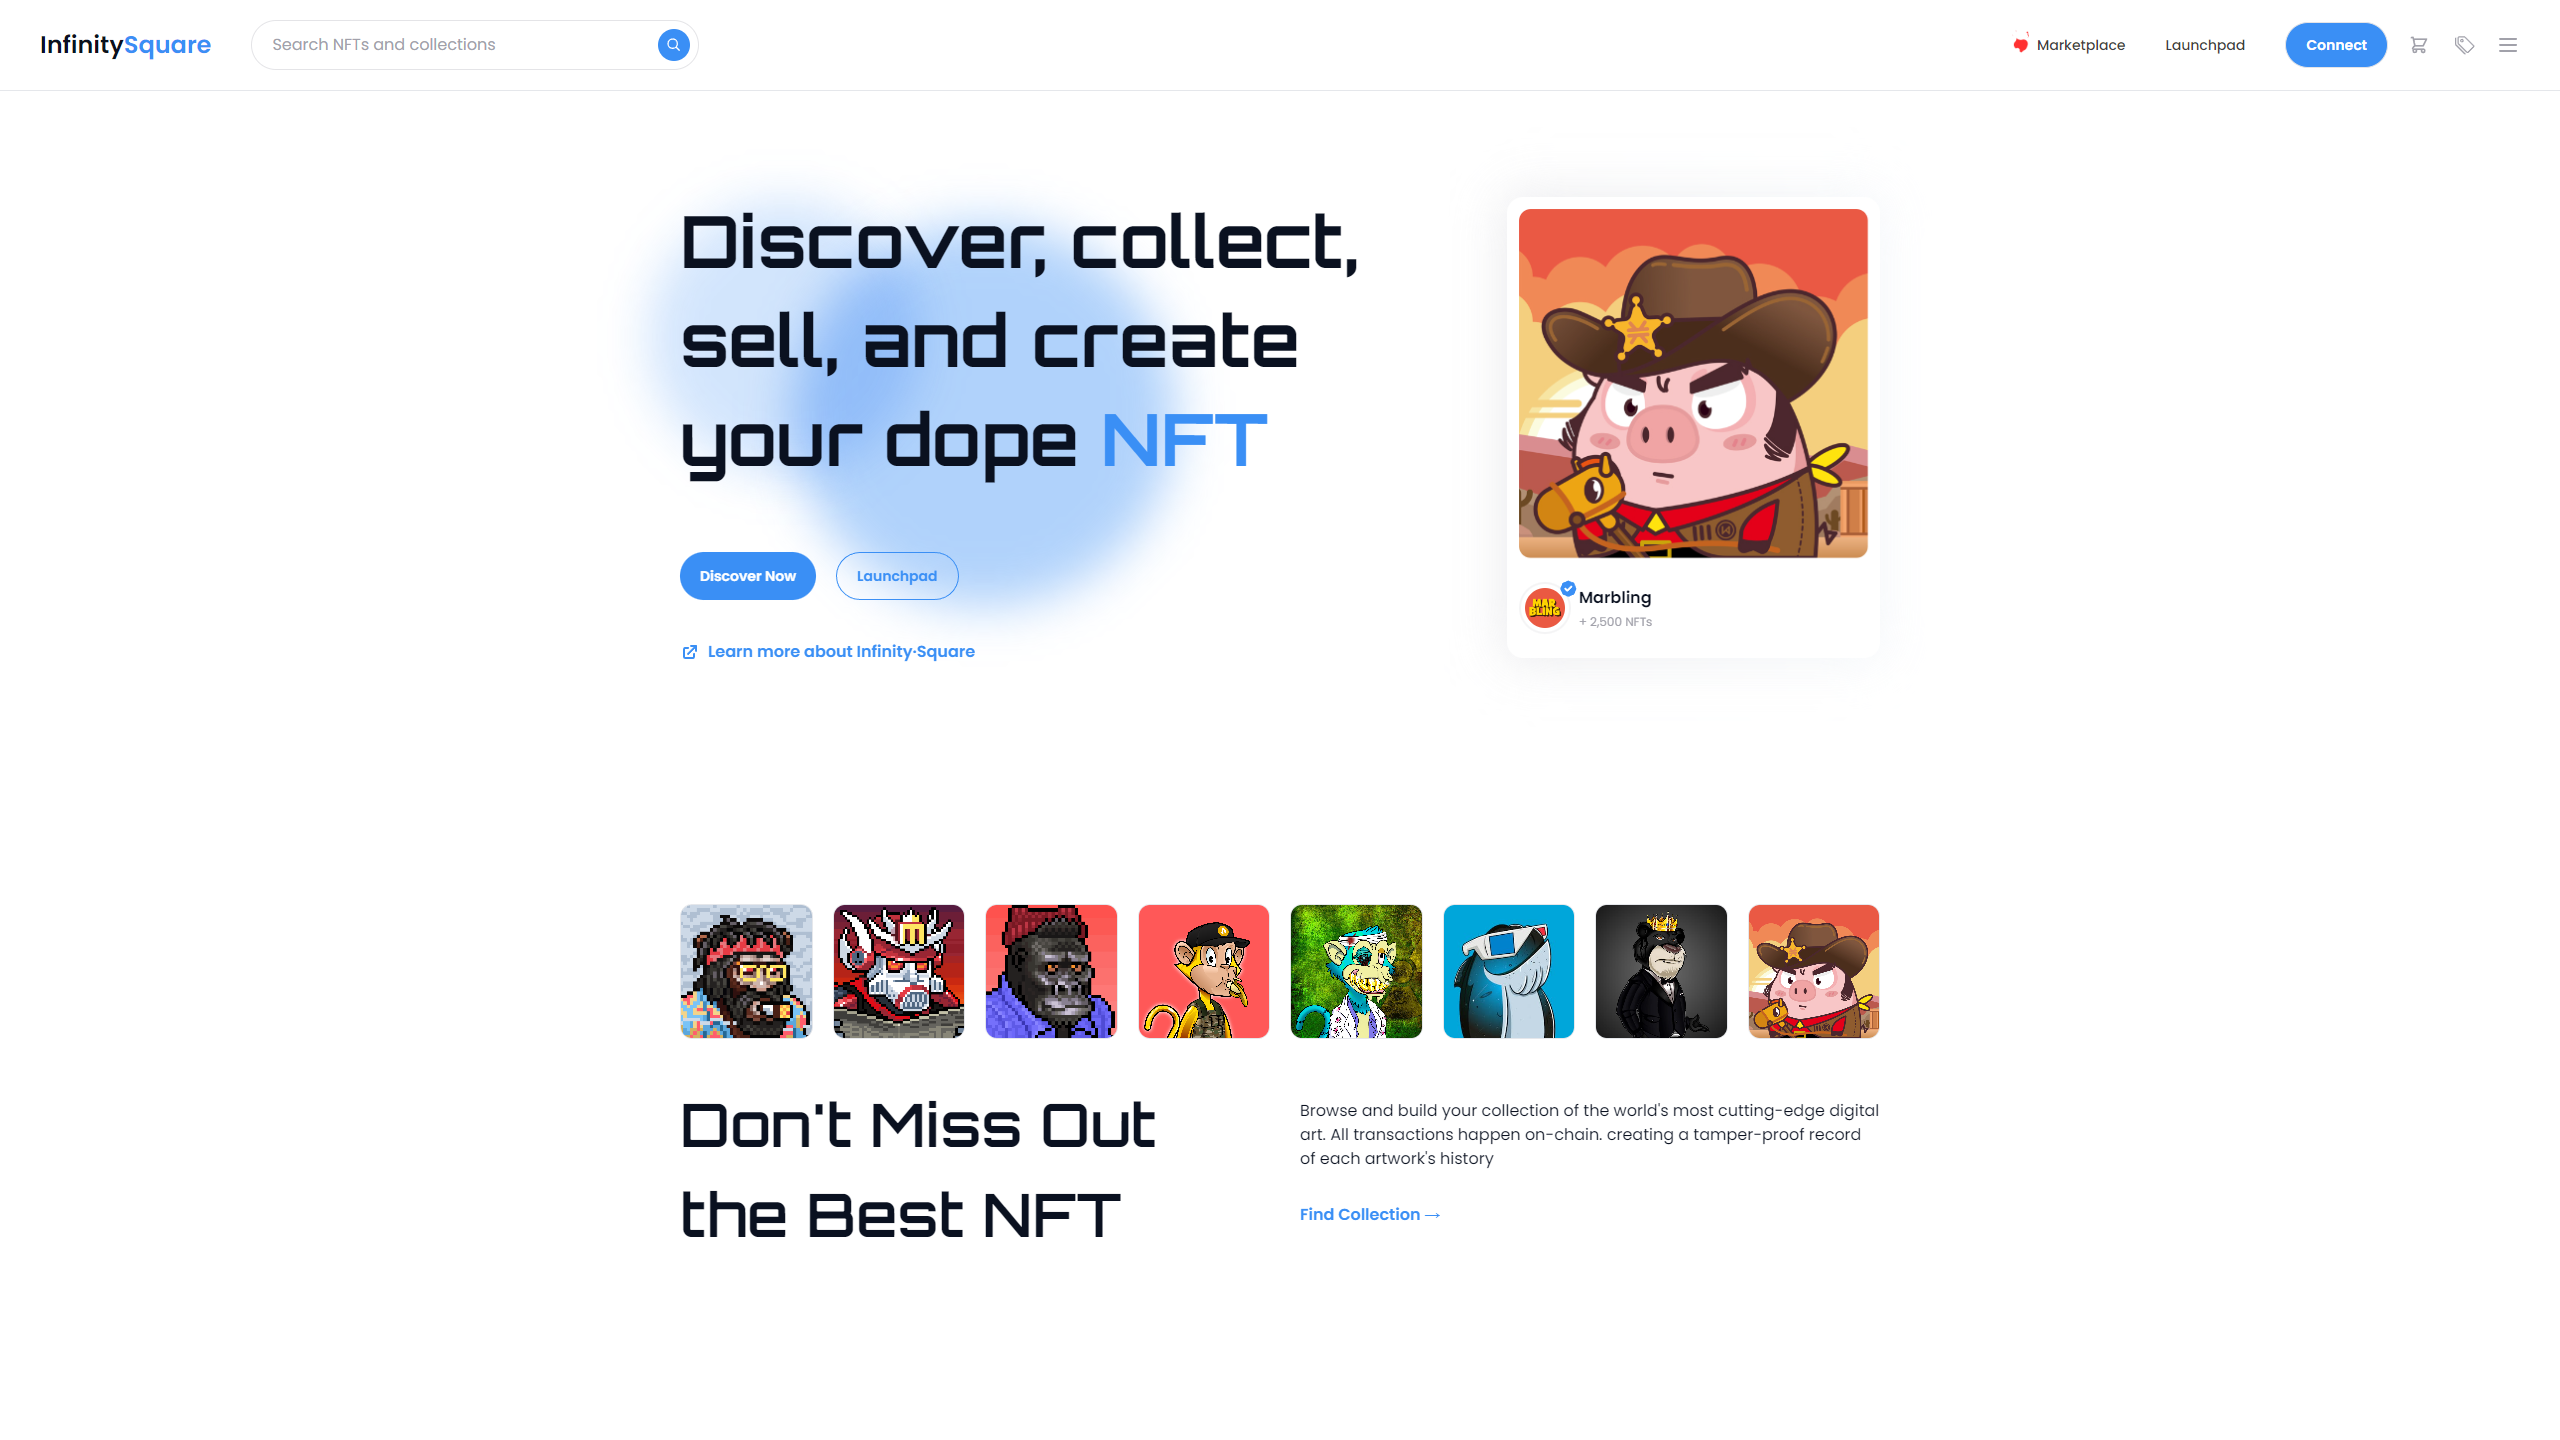 InfinitySquare
Search NFTs and collections
Marketplace
Launchpad
Connect
Discover, collect,
sell, and create
your dope NFT
Discover Now
Launchpad
Learn more about Infinity·Square
MAR
BLING
Marbling
+ 2,500 NFTs
Don't Miss Out
the Best NFT
Browse and build your collection of the world's most cutting-edge digital
art. All transactions happen on-chain. creating a tamper-proof record
of each artwork's history
Find Collection →